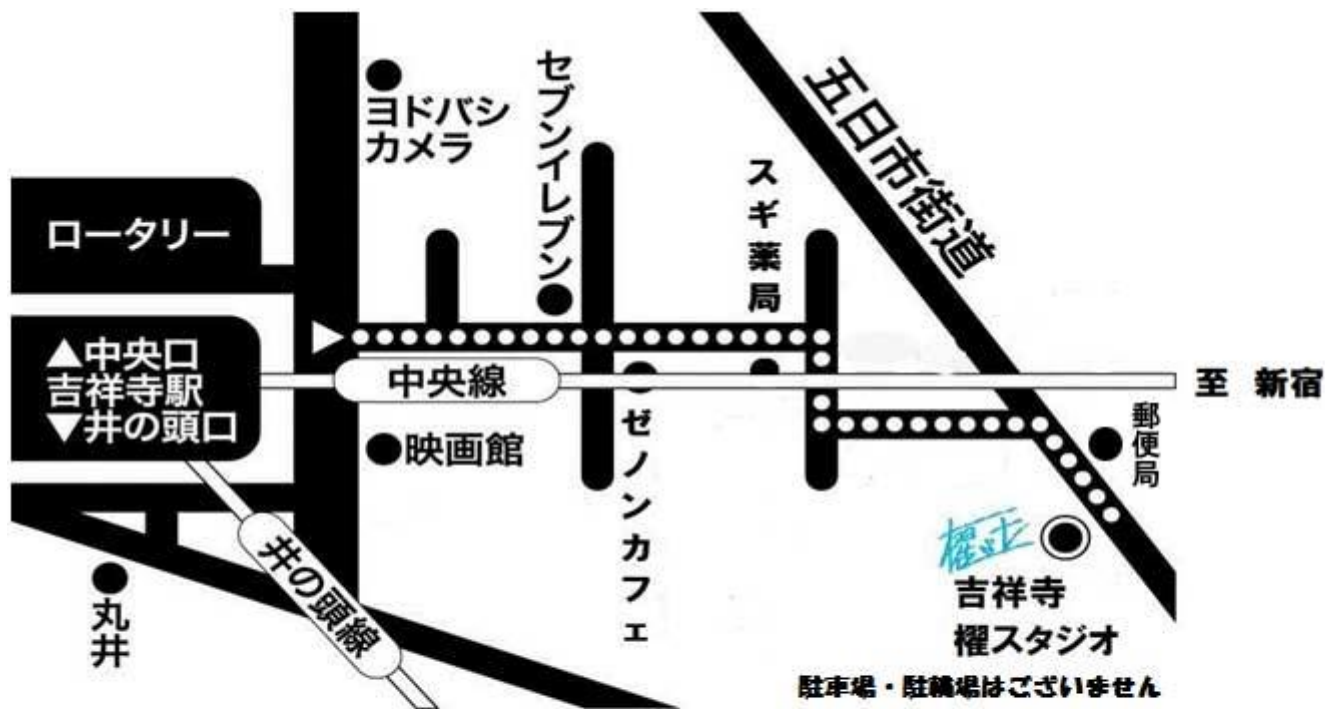 ヨドバシ
カメラ
セブンイレブン
スギ薬局
五日市街道
ロータリー
▲中央口
吉祥寺駅
▼井の頭口
中央線
至 新宿
映画館
ゼノンカフェ
郵便局
井の頭線
丸井
吉祥寺
櫂スタジオ
駐車場・駐輪場はございません